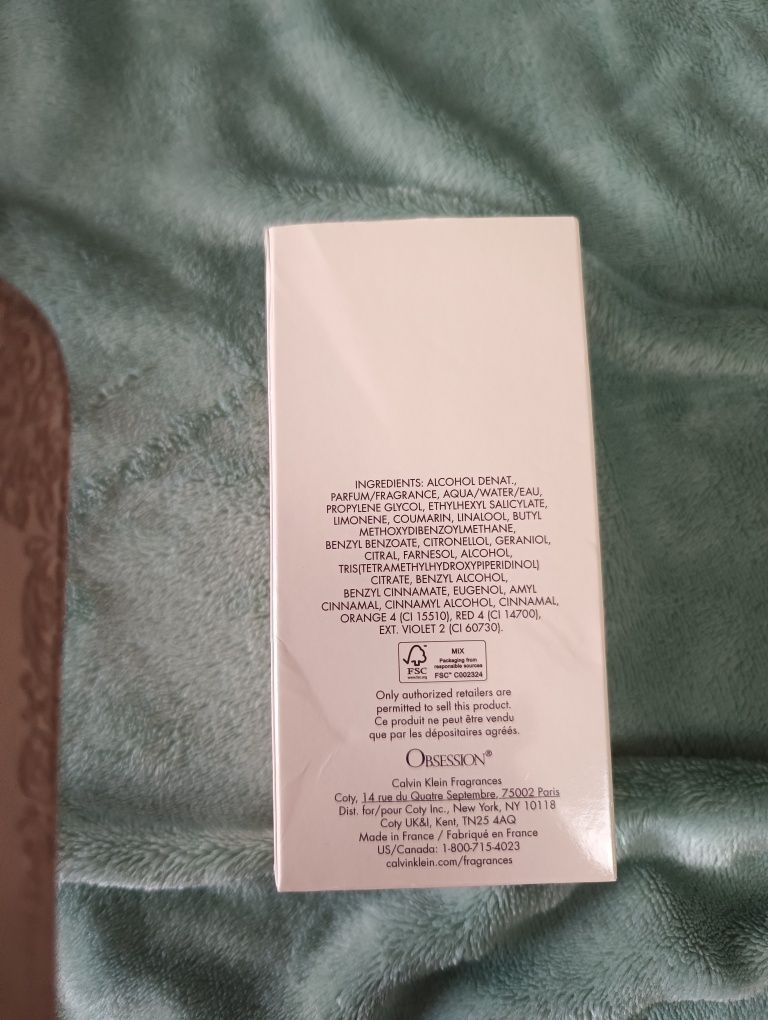 INGREDIENTS: ALCOHOL DENAT.,
PARFUM/FRAGRANCE, AQUA/WATER/EAU,
PROPYLENE GLYCOL, ETHYLHEXYL SALICYLATE,
LIMONENE, COUMARIN, LINALOOL, BUTYL
METHOXYDIBENZOYLMETHANE,
BENZYL BENZOATE, CITRONELLOL, GERANIOL,
CITRAL, FARNESOL, ALCOHOL,
TRIS(TETRAMETHYLHYDROXYPIPERIDINOL)
CITRATE, BENZYL ALCOHOL,
BENZYL CINNAMATE, EUGENOL, AMYL
CINNAMAL, CINNAMYL ALCOHOL, CINNAMAL,
ORANGE 4 (CI 15510), RED 4 (CI 14700),
EXT. VIOLET 2 (CI 60730).
FSC
www.fsc.org
MIX
Packaging from
responsible sources
FSC™ C002324
Only authorized retailers are
permitted to sell this product.
Ce produit ne peut être vendu
que par les dépositaires agréés.
OBSESSION®
Calvin Klein Fragrances
Coty, 14 rue du Quatre Septembre, 75002 Paris
Dist. for/pour Coty Inc., New York, NY 10118
Coty UK&I, Kent, TN25 4AQ
Made in France / Fabriqué en France
US/Canada: 1-800-715-4023
calvinklein.com/fragrances